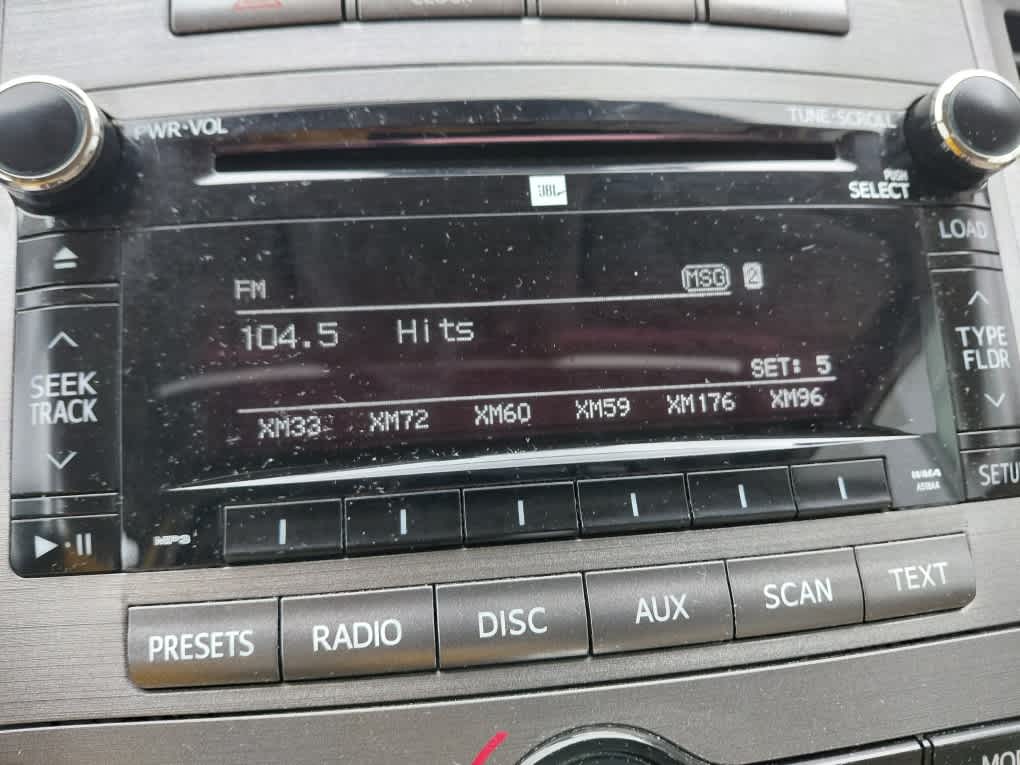 CLOCK
PWR·VOL
TUNE·SCROLL
JBL
PUSH
SELECT
LOAD
FM MSG 2
104.5 Hits
SET: 5
XM33 XM72 XM60 XM59 XM176 XM96
SEEK
TRACK
TYPE
FLDR
SETU
MP3
WMA
PRESETS RADIO DISC AUX SCAN TEXT